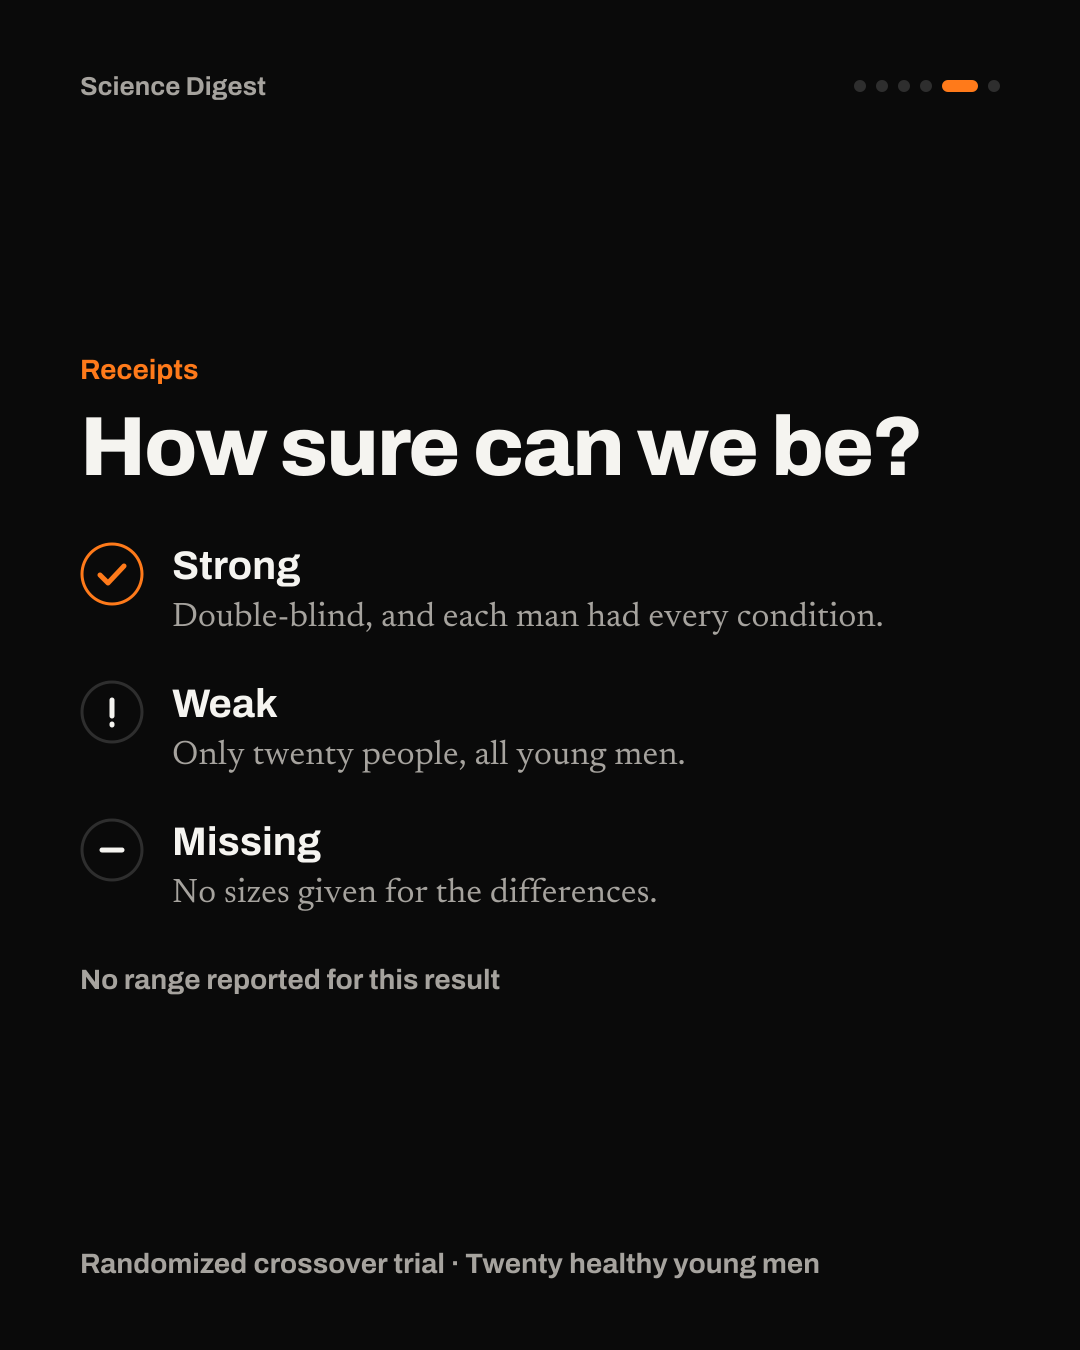 Science Digest
Receipts
How sure can we be?
Strong
Double-blind, and each man had every condition.
Weak
Only twenty people, all young men.
Missing
No sizes given for the differences.
No range reported for this result
Randomized crossover trial · Twenty healthy young men